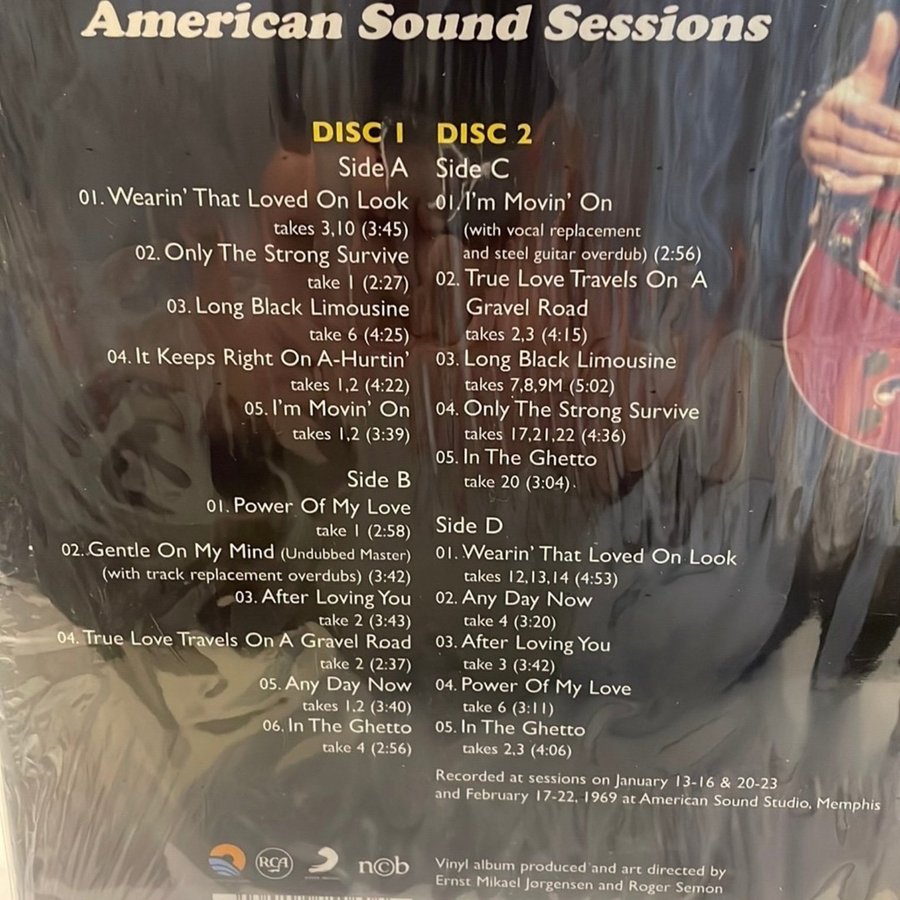 American Sound Sessions
DISC 1
Side A
01. Wearin' That Loved On Look
takes 3,10 (3:45)
02. Only The Strong Survive
take 1 (2:27)
03. Long Black Limousine
take 6 (4:25)
04. It Keeps Right On A-Hurtin'
takes 1,2 (4:22)
05. I'm Movin' On
takes 1,2 (3:39)
Side B
01. Power Of My Love
take 1 (2:58)
02. Gentle On My Mind (Undubbed Master)
(with track replacement overdubs) (3:42)
03. After Loving You
take 2 (3:43)
04. True Love Travels On A Gravel Road
take 2 (2:37)
05. Any Day Now
takes 1,2 (3:40)
06. In The Ghetto
take 4 (2:56)
DISC 2
Side C
01. I'm Movin' On
(with vocal replacement
and steel guitar overdub) (2:56)
02. True Love Travels On A
Gravel Road
takes 2,3 (4:15)
03. Long Black Limousine
takes 7,8,9M (5:02)
04. Only The Strong Survive
takes 17,21,22 (4:36)
05. In The Ghetto
take 20 (3:04)
Side D
01. Wearin' That Loved On Look
takes 12,13,14 (4:53)
02. Any Day Now
take 4 (3:20)
03. After Loving You
take 3 (3:42)
04. Power Of My Love
take 6 (3:11)
05. In The Ghetto
takes 2,3 (4:06)
Recorded at sessions on January 13-16 & 20-23
and February 17-22, 1969 at American Sound Studio, Memphis
RCA
n©b
Vinyl album produced and art directed by
Ernst Mikael Jorgensen and Roger Semon